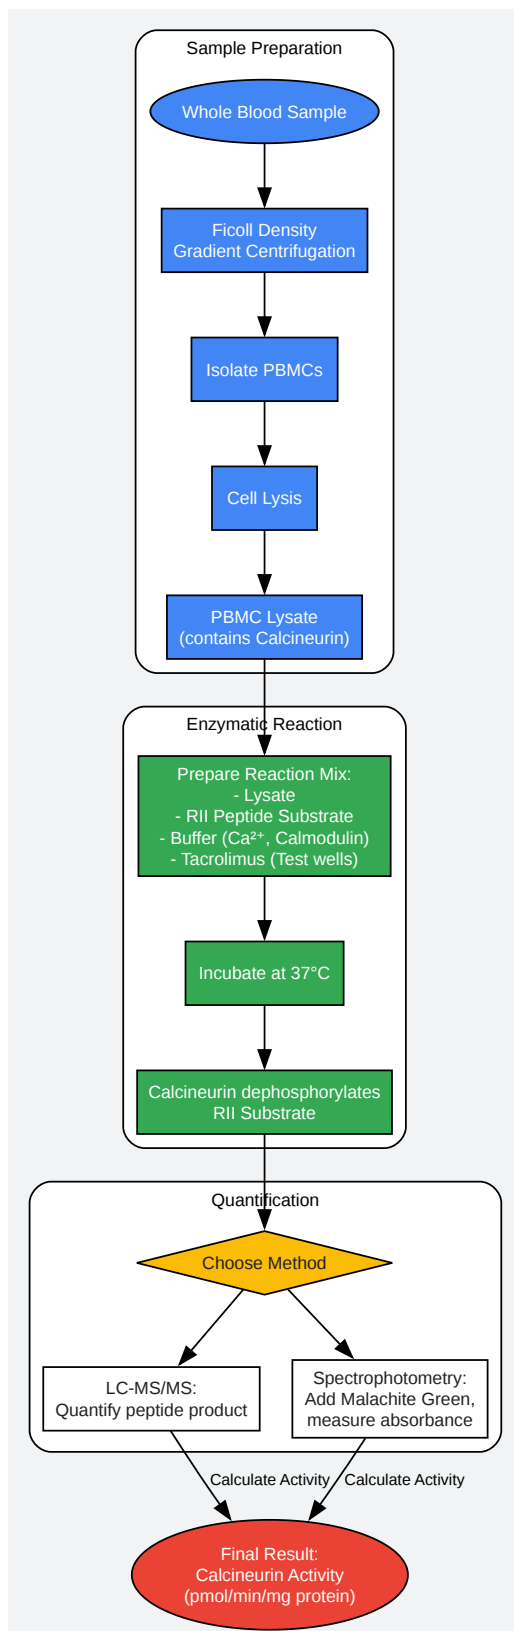 Sample Preparation
Whole Blood Sample
Ficoll Density
Gradient Centrifugation
Isolate PBMCs
Cell Lysis
PBMC Lysate
(contains Calcineurin)
Enzymatic Reaction
Prepare Reaction Mix:
- Lysate
- RII Peptide Substrate
- Buffer (Ca²⁺, Calmodulin)
- Tacrolimus (Test wells)
Incubate at 37°C
Calcineurin dephosphorylates
RII Substrate
Quantification
Choose Method
LC-MS/MS:
Quantify peptide product
Spectrophotometry:
Add Malachite Green,
measure absorbance
Calculate Activity
Calculate Activity
Final Result:
Calcineurin Activity
(pmol/min/mg protein)